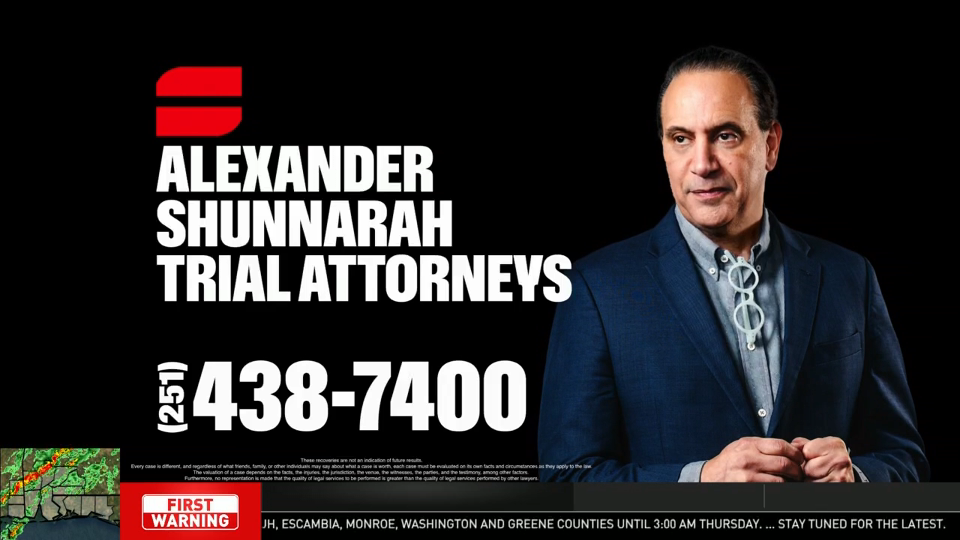 ALEXANDER
SHUNNARAH
TRIAL ATTORNEYS
(251) 438-7400
These recoveries are not an indication of future results.
Every case is different, and regardless of what friends, family, or other individuals may say about what a case is worth, each case must be evaluated on its own facts and circumstances as they apply to the law.
The valuation of a case depends on the facts, the injuries, the jurisdiction, the venue, the witnesses, the parties, and the testimony, among other factors.
Furthermore, no representation is made that the quality of legal services to be performed is greater than the quality of legal services performed by other lawyers.
FIRST
WARNING
ESCAMBIA, MONROE, WASHINGTON AND GREENE COUNTIES UNTIL 3:00 AM THURSDAY. ... STAY TUNED FOR THE LATEST.